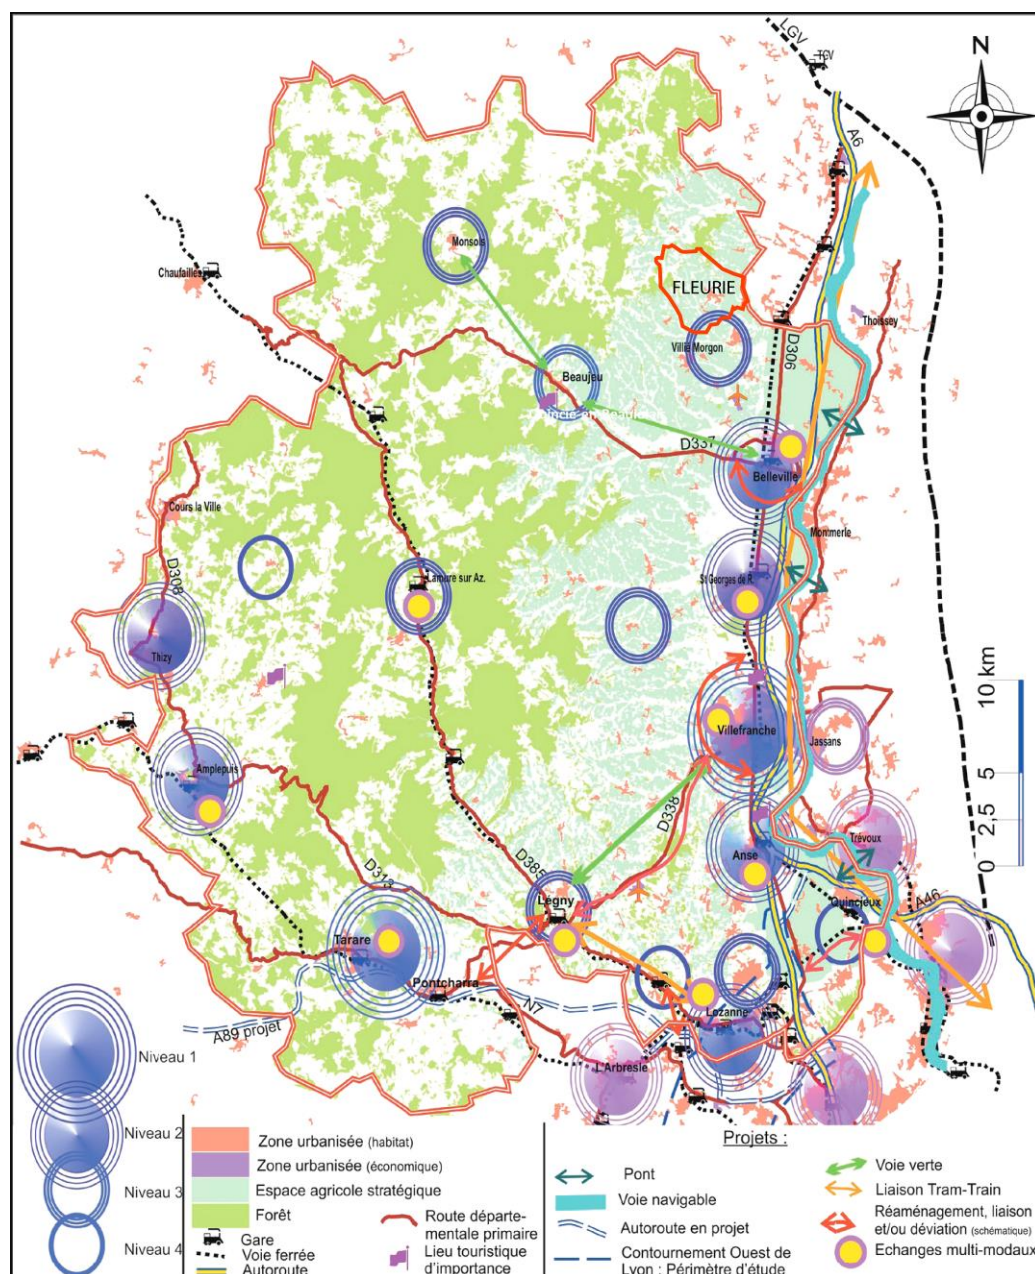 LGV
TGV
N
A6
Monsols
Chauffailles
FLEURIE
Thoissey
Villié Morgon
D306
Beaujeu
D337
Belleville
Cours la Ville
Mommerle
D308
Lamure sur Az.
St Georges de R.
Thizy
10 km
Villefranche
Jassans
Amplepuis
5
D338
2,5
Trévoux
Anse
0
D313
D385
Légny
Quincieux
A46
Tarare
Pontcharra
N7
Lozanne
A89 projet
L'Arbresle
Niveau 1
Niveau 2
Niveau 3
Niveau 4
Zone urbanisée (habitat)
Zone urbanisée (économique)
Espace agricole stratégique
Forêt
Gare
Voie ferrée
Autoroute
Route départe-
mentale primaire
Lieu touristique
d'importance
Projets :
Pont
Voie navigable
Autoroute en projet
Contournement Ouest de
Lyon : Périmètre d'étude
Voie verte
Liaison Tram-Train
Réaménagement, liaison
et/ou déviation (schématique)
Echanges multi-modaux